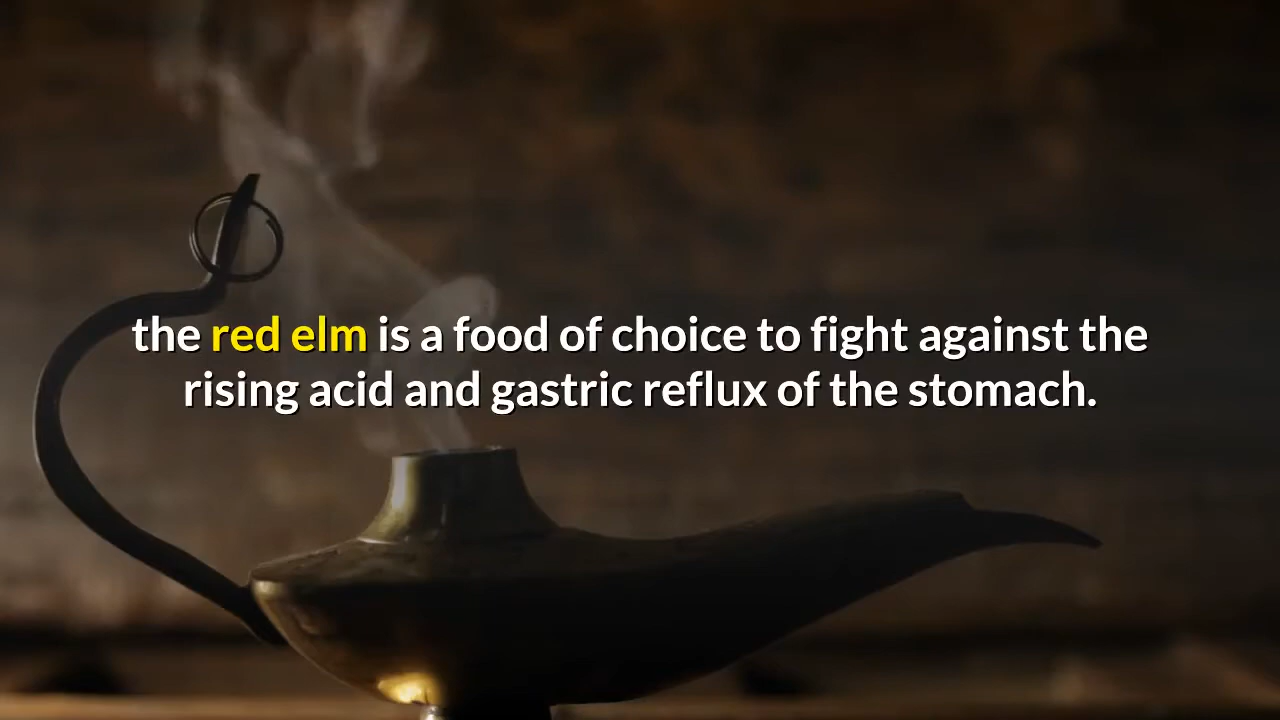 the red elm is a food of choice to fight against the
rising acid and gastric reflux of the stomach.